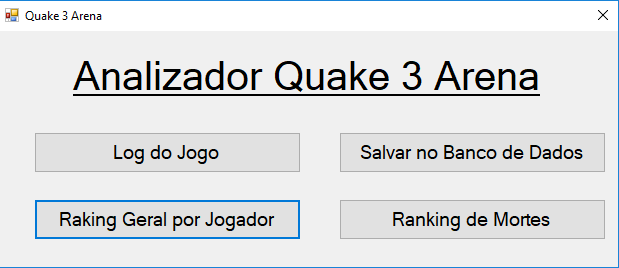 Quake 3 Arena
Analizador Quake 3 Arena
Log do Jogo
Salvar no Banco de Dados
Raking Geral por Jogador
Ranking de Mortes